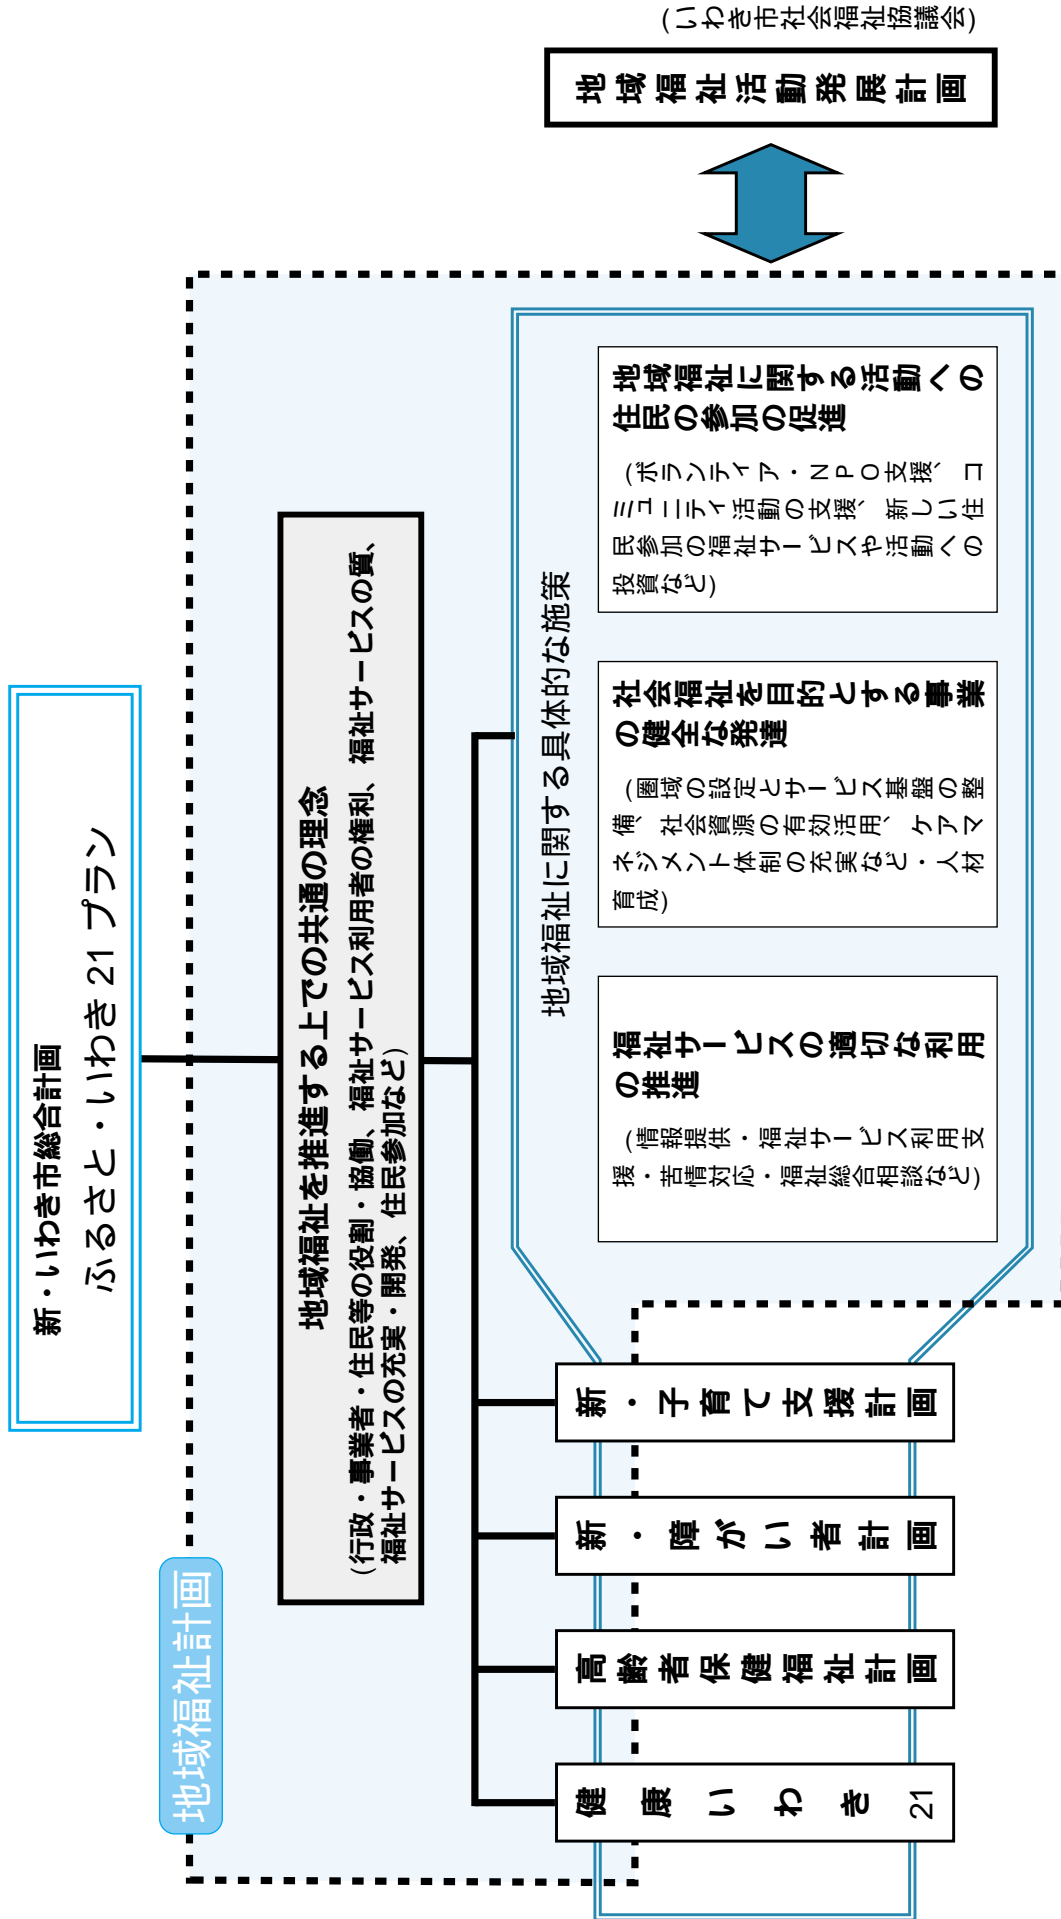 新・いわき市総合計画
ふるさと・いわき 21 プラン
地域福祉計画
地域福祉を推進する上での共通の理念
(行政・事業者・住民等の役割・協働、福祉サービス利用者の権利、福祉サービスの質、
福祉サービスの充実・開発、住民参加など)
健康いわき21
高齢者保健福祉計画
新・障がい者計画
新・子育て支援計画
地域福祉に関する具体的な施策
福祉サービスの適切な利用
の推進
(情報提供・福祉サービス利用支
援・苦情対応・福祉総合相談など)
社会福祉を目的とする事業
の健全な発達
(圏域の設定とサービス基盤の整
備、社会資源の有効活用、ケアマ
ネジメント体制の充実など・人材
育成)
地域福祉に関する活動への
住民の参加の促進
(ボランティア・NPO支援、コ
ミュニティ活動の支援、新しい住
民参加の福祉サービスや活動への
投資など)
地域福祉活動発展計画
(いわき市社会福祉協議会)